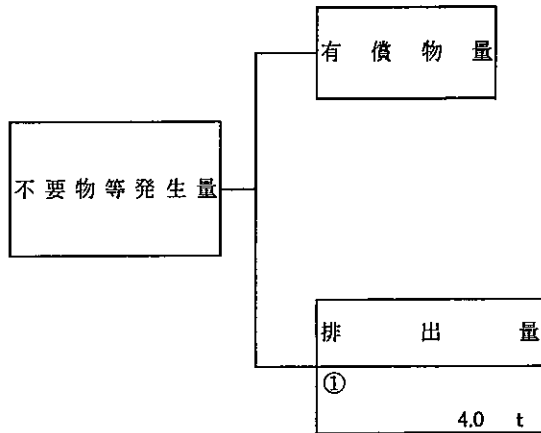 有償物量
不要物等発生量
排出量
①
4.0 t